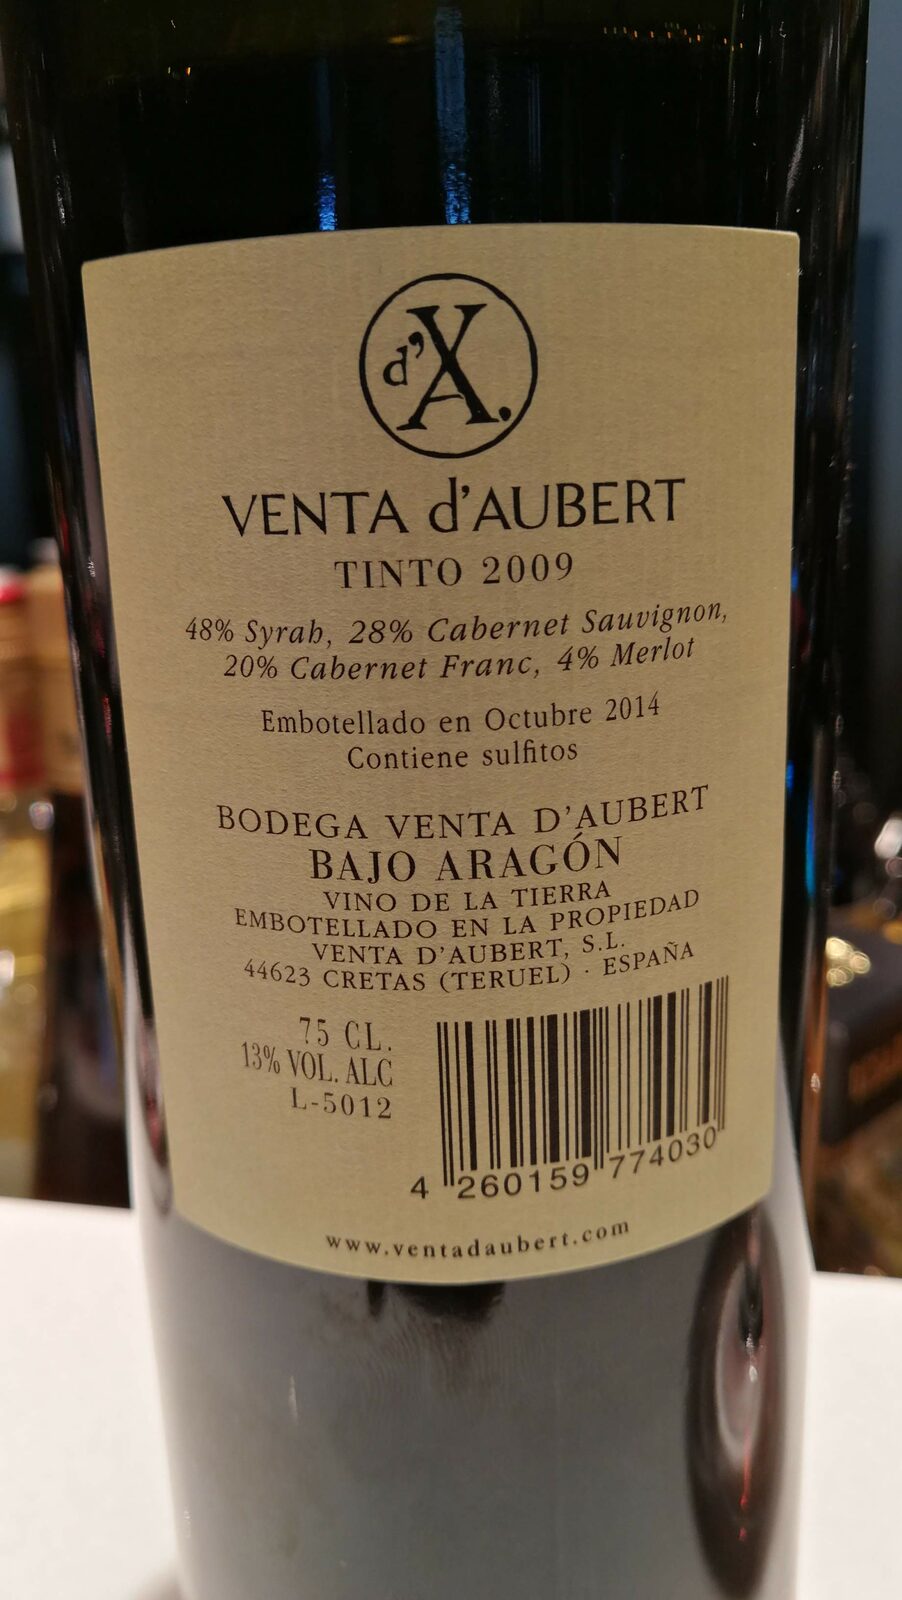 d'A.
VENTA d'AUBERT
TINTO 2009
48% Syrah, 28% Cabernet Sauvignon,
20% Cabernet Franc, 4% Merlot
Embotellado en Octubre 2014
Contiene sulfitos
BODEGA VENTA D'AUBERT
BAJO ARAGÓN
VINO DE LA TIERRA
EMBOTELLADO EN LA PROPIEDAD
VENTA D'AUBERT, S.L.
44623 CRETAS (TERUEL) · ESPAÑA
75 CL.
13% VOL. ALC
L-5012
4 260159 774030
www.ventadaubert.com